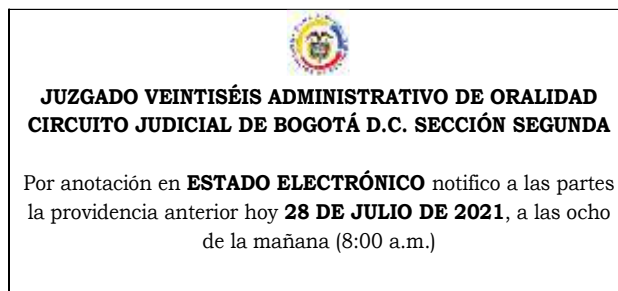 JUZGADO VEINTISÉIS ADMINISTRATIVO DE ORALIDAD
CIRCUITO JUDICIAL DE BOGOTÁ D.C. SECCIÓN SEGUNDA
Por anotación en ESTADO ELECTRÓNICO notifico a las partes
la providencia anterior hoy 28 DE JULIO DE 2021, a las ocho
de la mañana (8:00 a.m.)